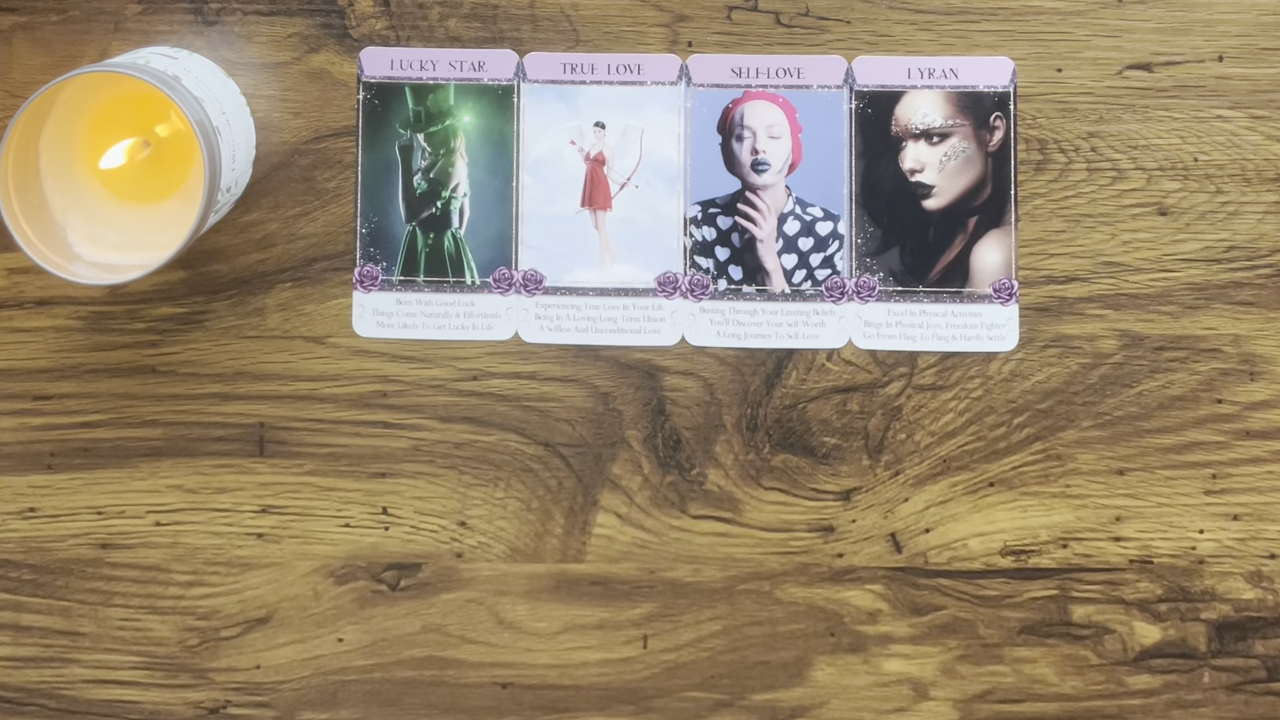 LUCKY STAR
Born With Good Luck
Things Come Naturally & Effortlessly
More Likely To Get Lucky In Life
TRUE LOVE
Experiencing True Love In Your Life
Being In A Loving Long Term Union
A Selfless And Unconditional Love
SELF-LOVE
Busting Through Your Limiting Beliefs
You'll Discover Your Self-Worth
A Long Journey To Self-Love
LYRAN
Excel In Physical Activities
Binge In Physical Joys, Freedom Fighter
Go From Fling To Fling & Hardly Settle